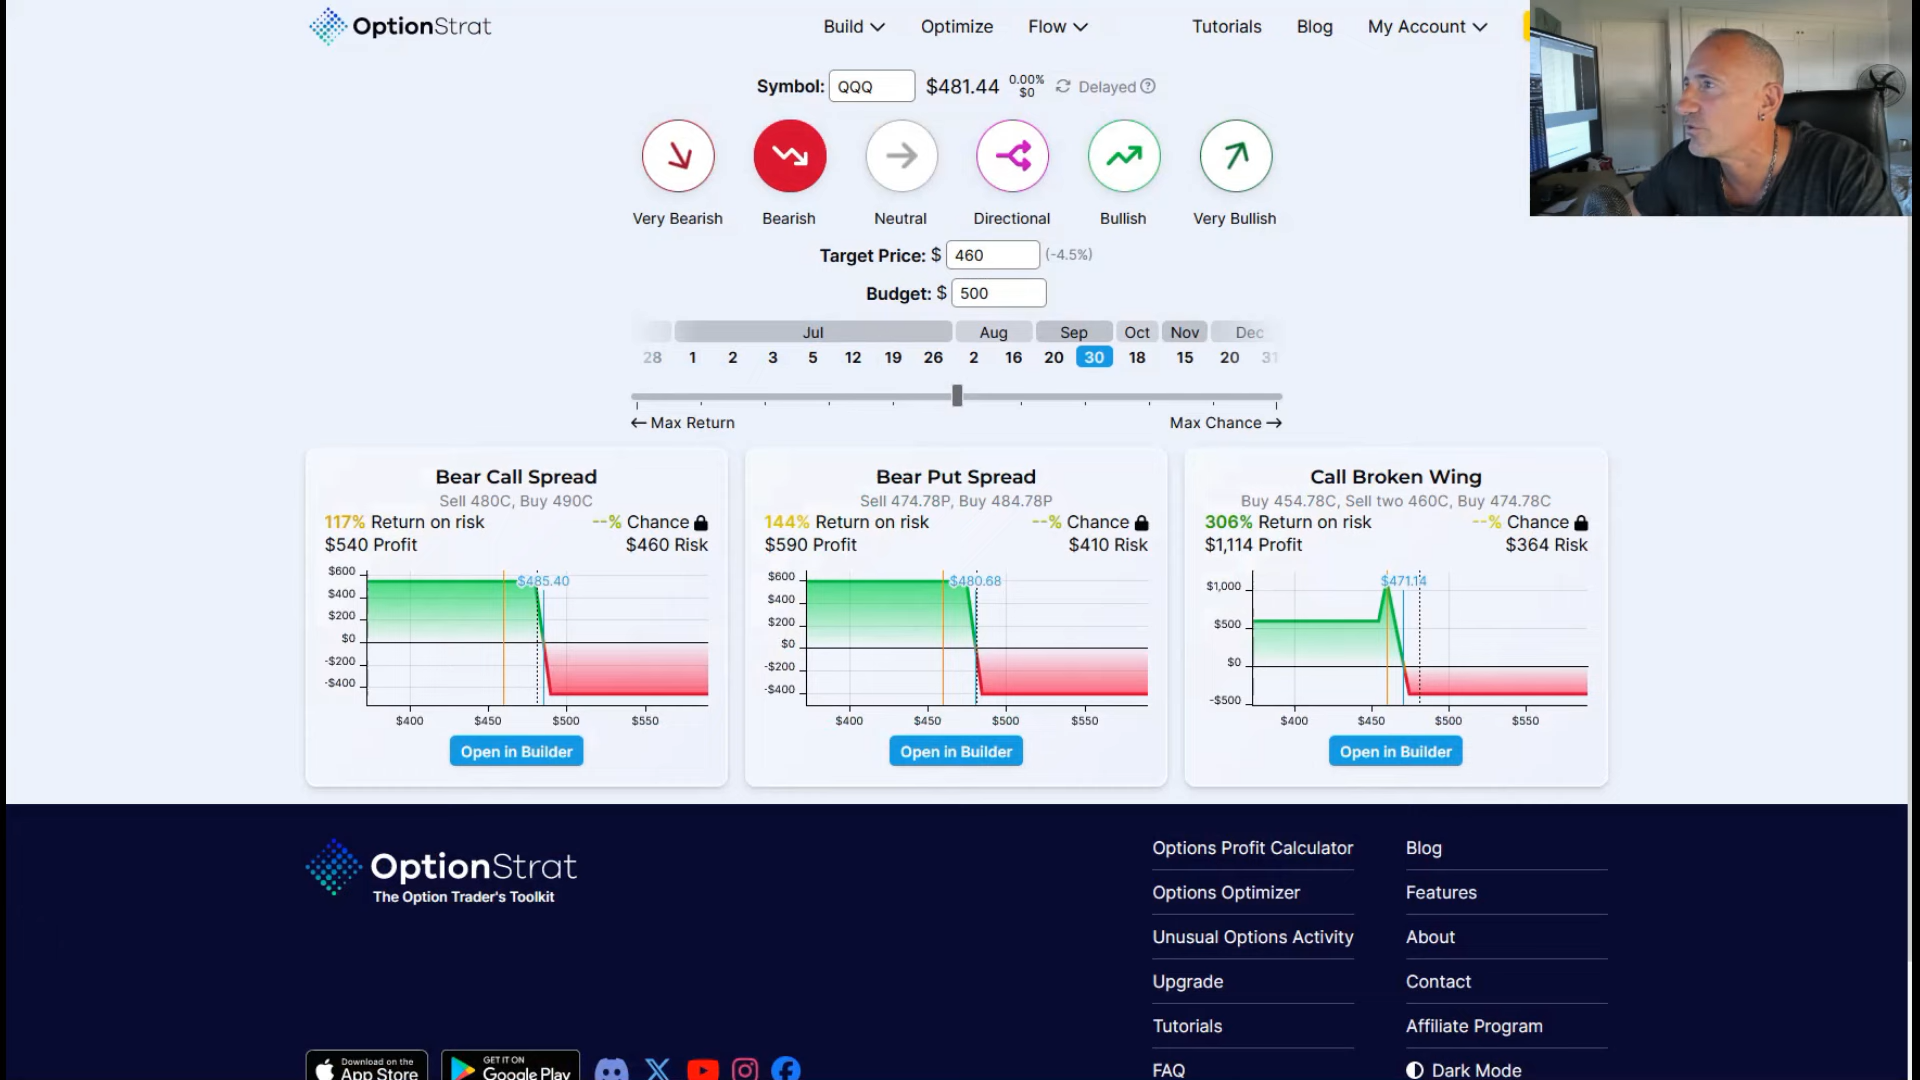 OptionStrat
Build
Optimize
Flow
Tutorials
Blog
My Account
Symbol: QQQ $481.44 0.00% $0 Delayed
Very Bearish
Bearish
Neutral
Directional
Bullish
Very Bullish
Target Price: $ 460 (-4.5%)
Budget: $ 500
Jul Aug Sep Oct Nov Dec
28 1 2 3 5 12 19 26 2 16 20 30 18 15 20 31
← Max Return
Max Chance →
Bear Call Spread
Sell 480C, Buy 490C
117% Return on risk
--% Chance
$540 Profit
$460 Risk
$485.40
$600
$400
$200
$0
-$200
-$400
$400 $450 $500 $550
Open in Builder
Bear Put Spread
Sell 474.78P, Buy 484.78P
144% Return on risk
--% Chance
$590 Profit
$410 Risk
$480.68
$600
$400
$200
$0
-$200
-$400
$400 $450 $500 $550
Open in Builder
Call Broken Wing
Buy 454.78C, Sell two 460C, Buy 474.78C
306% Return on risk
--% Chance
$1,114 Profit
$364 Risk
$471.14
$1,000
$500
$0
-$500
$400 $450 $500 $550
Open in Builder
OptionStrat
The Option Trader's Toolkit
Options Profit Calculator
Options Optimizer
Unusual Options Activity
Upgrade
Tutorials
FAQ
Blog
Features
About
Contact
Affiliate Program
Dark Mode
Download on the
App Store
GET IT ON
Google Play